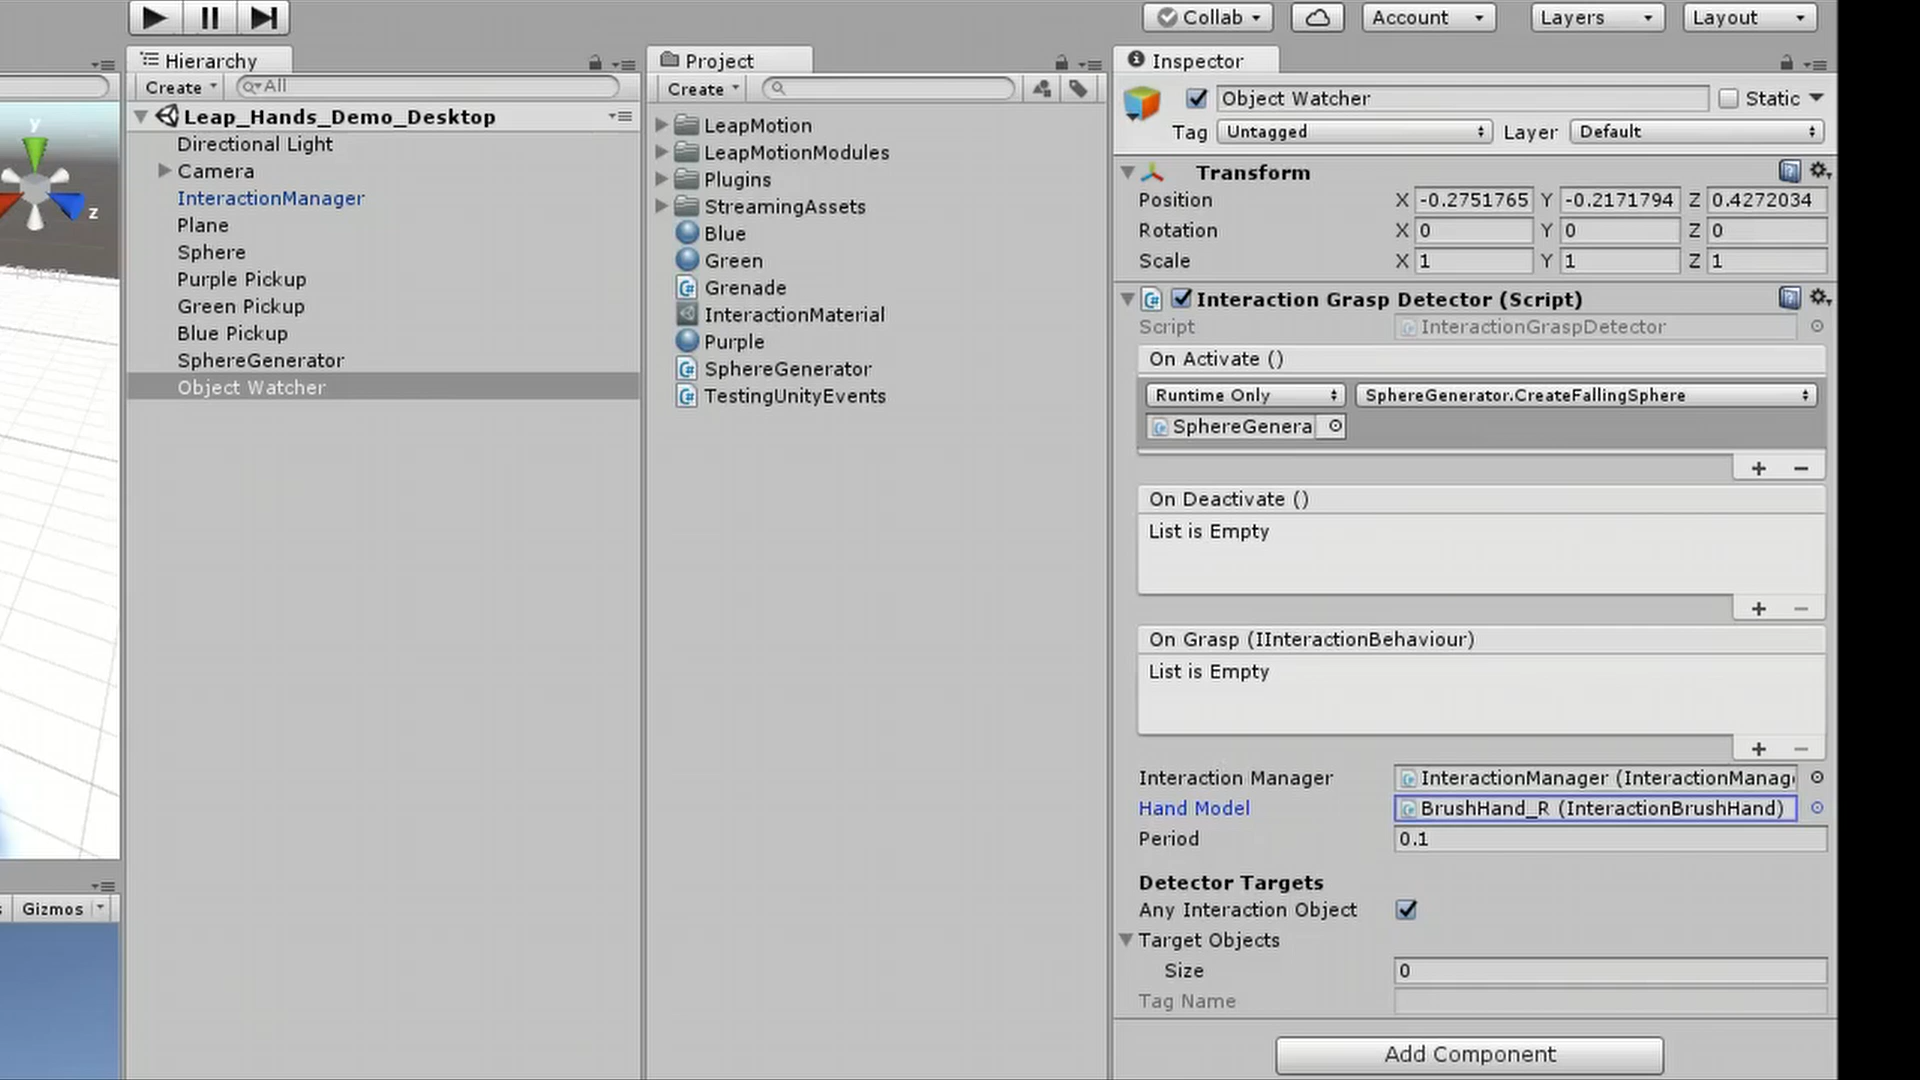 Collab
Account
Layers
Layout
Hierarchy
Create
All
Leap_Hands_Demo_Desktop
Directional Light
Camera
InteractionManager
Plane
Sphere
Purple Pickup
Green Pickup
Blue Pickup
SphereGenerator
Object Watcher
y
z
Persp
Gizmos
Project
Create
LeapMotion
LeapMotionModules
Plugins
StreamingAssets
Blue
Green
Grenade
InteractionMaterial
Purple
SphereGenerator
TestingUnityEvents
Inspector
Object Watcher Static
Tag Untagged Layer Default
Transform
Position X -0.2751765 Y -0.2171794 Z 0.4272034
Rotation X 0 Y 0 Z 0
Scale X 1 Y 1 Z 1
Interaction Grasp Detector (Script)
Script InteractionGraspDetector
On Activate ()
Runtime Only SphereGenerator.CreateFallingSphere
SphereGenera
On Deactivate ()
List is Empty
On Grasp (IInteractionBehaviour)
List is Empty
Interaction Manager InteractionManager (InteractionManag
Hand Model BrushHand_R (InteractionBrushHand)
Period 0.1
Detector Targets
Any Interaction Object
Target Objects
Size 0
Tag Name
Add Component